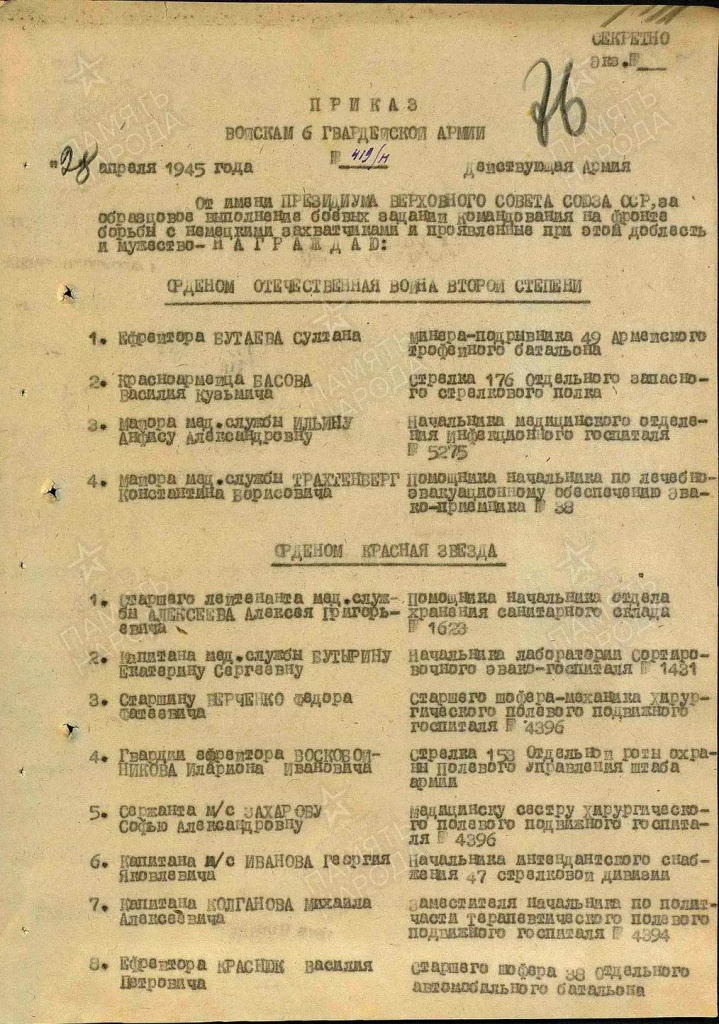 СЕКРЕТНО
Экз.№
76
ПРИКАЗ
ВОЙСКАМ 6 ГВАРДЕЙСКОЙ АРМИИ
№ 419/н
"28 апреля 1945 года
Действующая Армия
От имени ПРЕЗИДИУМА ВЕРХОВНОГО СОВЕТА СОЮЗА ССР, за
образцовое выполнение боевых заданий командования на фронте
борьбы с немецкими захватчиками и проявленные при этом доблесть
и мужество- НАГРАЖДАЮ:
ОРДЕНОМ ОТЕЧЕСТВЕННАЯ ВОЙНА ВТОРОЙ СТЕПЕНИ
1. Ефрейтора БУТАЕВА Султана
минера-подрывника 49 Армейского
трофейного батальона
2. Красноармейца БАСОВА
Василия Кузьмича
Стрелка 176 Отдельного запасно-
го стрелкового полка
3. Майора мед.службы ИЛЬИНУ
Анфису Александровну
Начальника медицинского отделе-
ния Инфекционного госпиталя
№ 5275
4. Майора мед.службы ТРАХТЕНБЕРГ
Константина Борисовича
Помощника начальника по лечебно-
эвакуационному обеспечению эва-
ко-приемника № 38
ОРДЕНОМ КРАСНАЯ ЗВЕЗДА
1. Старшего лейтенанта мед.служ-
бы АЛЕКСЕЕВА Алексея Григорь-
евича
Помощника начальника отдела
хранения санитарного склада
№ 1623
2. Капитана мед.службы БУТЫРИНУ
Екатерину Сергеевну
Начальника лаборатории Сортиро-
вочного эвако-госпиталя № 1431
3. Старшину ВЕРЧЕНКО Федора
Фатеевича
Старшего шофера-механика хирур-
гического полевого подвижного
госпиталя № 4396
4. Гвардии ефрейтора ВОСКОБОЙ-
НИКОВА Илариона Ивановича
Стрелка 153 Отдельной роты охра-
ны Полевого Управления штаба
армии
5. Сержанта м/с ЗАХАРОВУ
Софью Александровну
Медицинску сестру хирургическо-
го полевого подвижного госпита-
ля № 4396
6. Капитана и/с ИВАНОВА Георгия
Яковлевича
Начальника интендантского снаб-
жения 47 стрелковой дивизии
7. Капитана КОЛГАНОВА Михаила
Алексеевича
Заместителя начальника по полит-
части Терапевтического полевого
подвижного госпиталя № 4394
8. Ефрейтора КРАСНЮК Василия
Петровича
Старшего шофера 38 Отдельного
автомобильного батальона